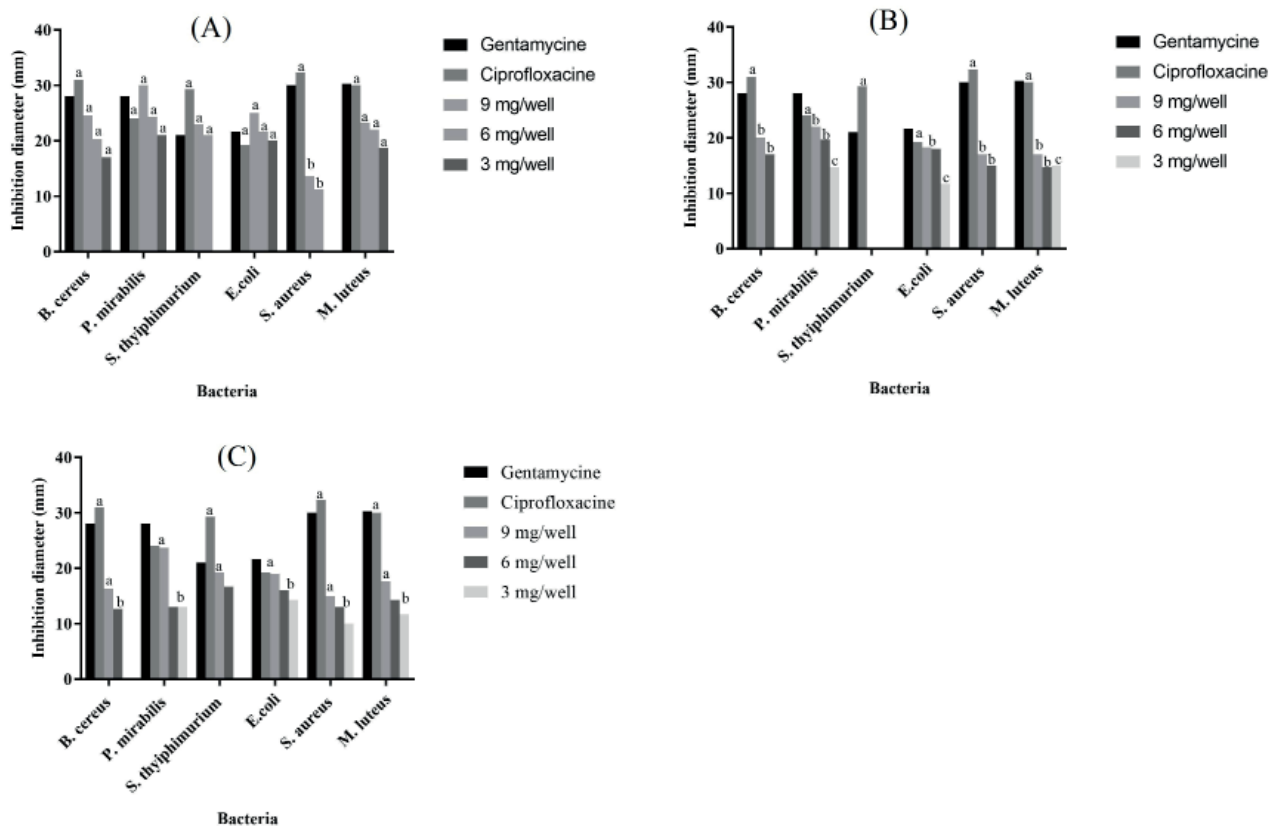 (A)
40
30
20
10
0
Inhibition diameter (mm)
a a a a
a a a a
a a a
a a a a
a b b
a a a a
B. cereus
P. mirabilis
S. thyiphimurium
E.coli
S. aureus
M. luteus
Bacteria
Gentamycine
Ciprofloxacine
9 mg/well
6 mg/well
3 mg/well
(B)
40
30
20
10
0
Inhibition diameter (mm)
a b b
a b b c
a
a b b c
a b b
a b b c
B. cereus
P. mirabilis
S. thyiphimurium
E.coli
S. aureus
M. luteus
Bacteria
Gentamycine
Ciprofloxacine
9 mg/well
6 mg/well
3 mg/well
(C)
40
30
20
10
0
Inhibition diameter (mm)
a a b
a b
a a
a b
a a b
a a b
B. cereus
P. mirabilis
S. thyiphimurium
E.coli
S. aureus
M. luteus
Bacteria
Gentamycine
Ciprofloxacine
9 mg/well
6 mg/well
3 mg/well